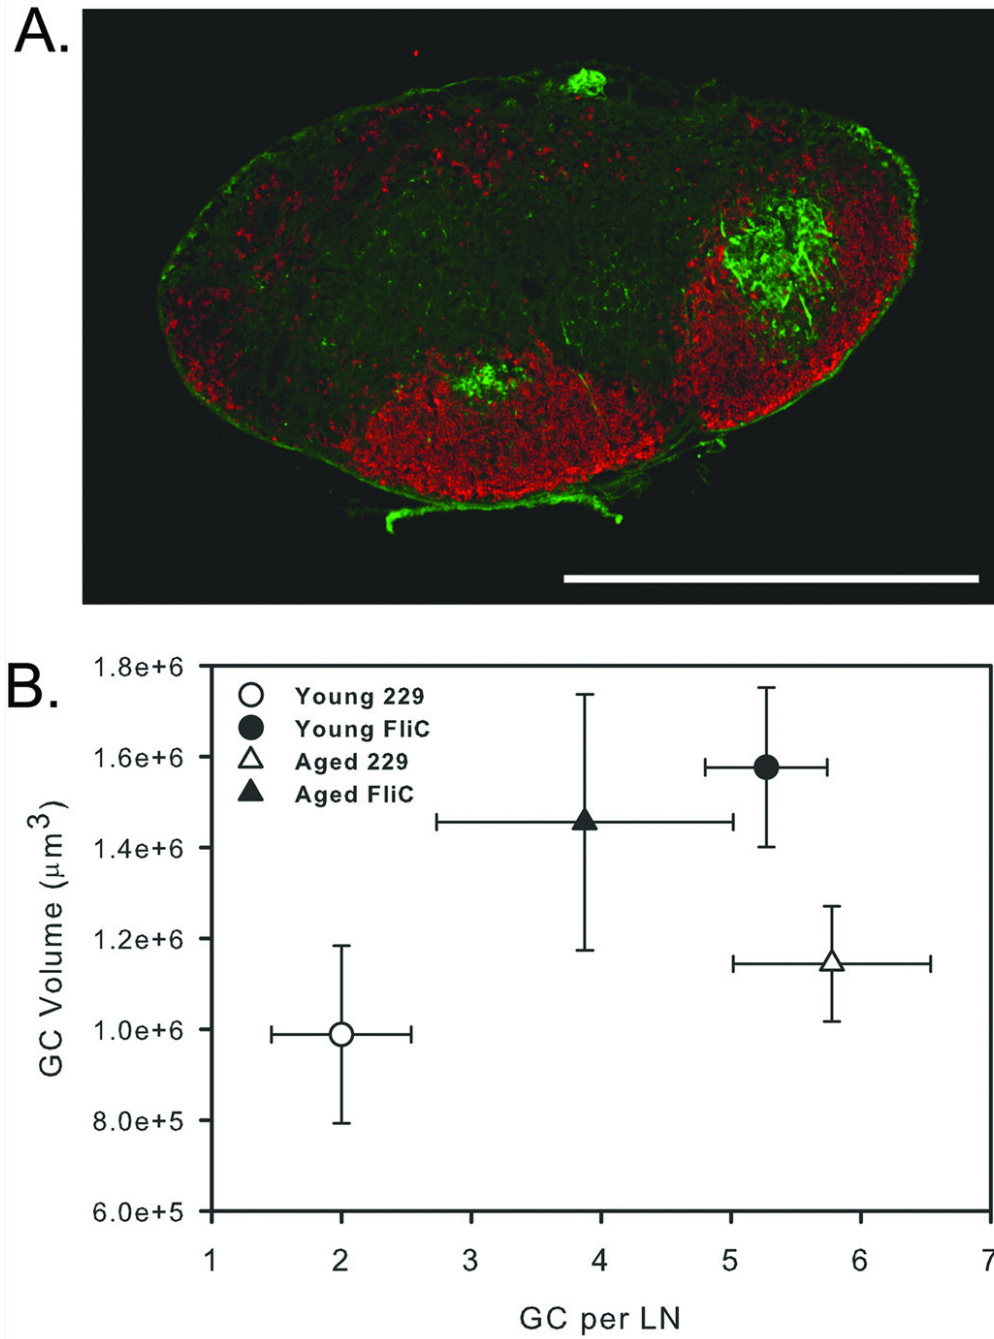 A.
B.
1.8e+6
1.6e+6
1.4e+6
1.2e+6
1.0e+6
8.0e+5
6.0e+5
GC Volume (μm³)
Young 229
Young FliC
Aged 229
Aged FliC
1 2 3 4 5 6 7
GC per LN